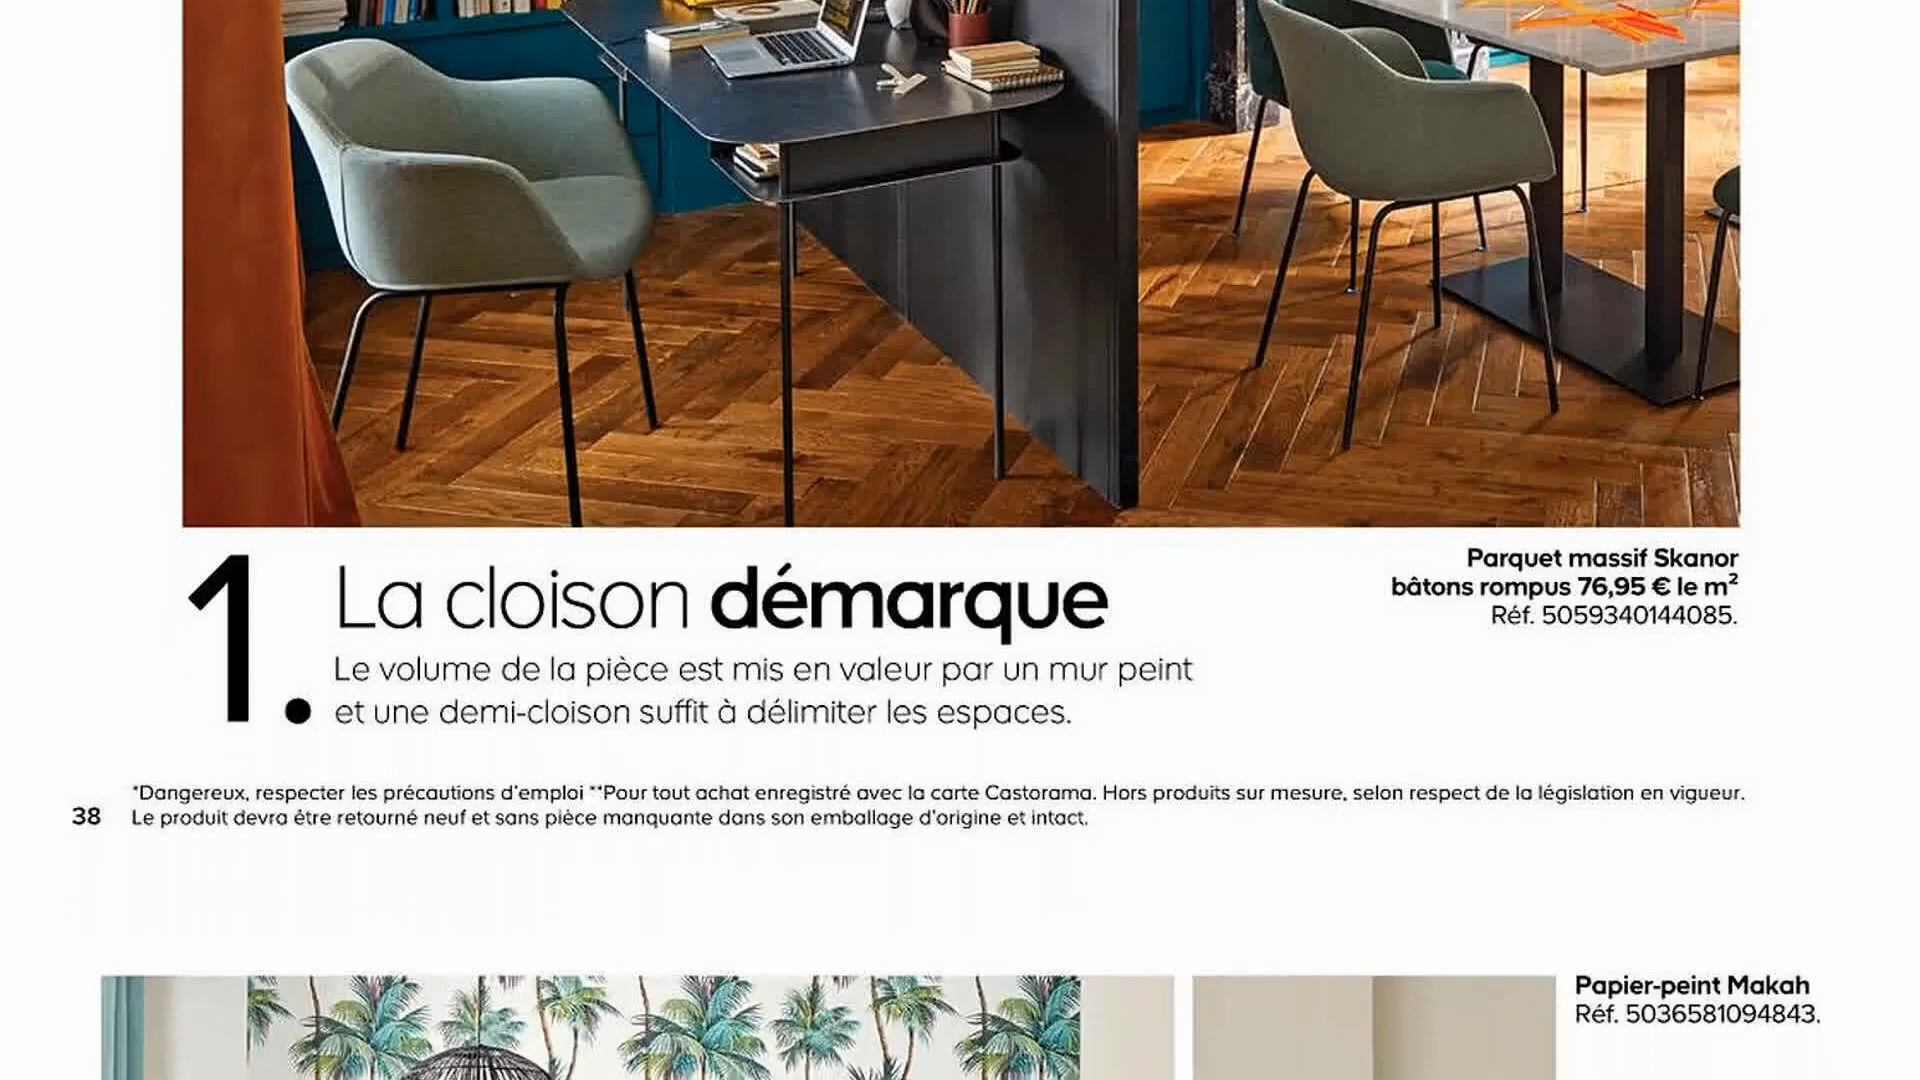 Parquet massif Skanor
bâtons rompus 76,95 € le m²
Réf. 5059340144085.
1. La cloison démarque
Le volume de la pièce est mis en valeur par un mur peint
et une demi-cloison suffit à délimiter les espaces.
*Dangereux, respecter les précautions d'emploi **Pour tout achat enregistré avec la carte Castorama. Hors produits sur mesure, selon respect de la législation en vigueur.
38 Le produit devra être retourné neuf et sans pièce manquante dans son emballage d'origine et intact.
Papier-peint Makah
Réf. 5036581094843.